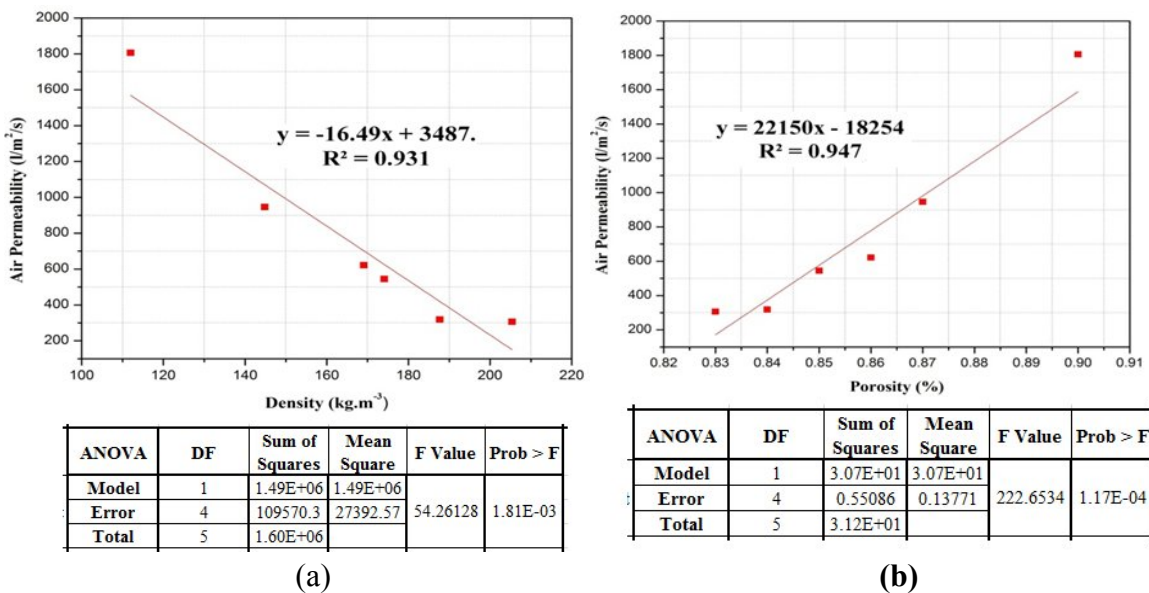 2000
1800
1600
1400
1200
1000
800
600
400
200
Air Permeability (l/m²/s)
y = -16.49x + 3487.
R² = 0.931
100 120 140 160 180 200 220
Density (kg.m⁻³)
ANOVA DF Sum of Squares Mean Square F Value Prob > F
Model 1 1.49E+06 1.49E+06 54.26128 1.81E-03
Error 4 109570.3 27392.57
Total 5 1.60E+06
(a)
2000
1800
1600
1400
1200
1000
800
600
400
200
Air Permeability (l/m²/s)
y = 22150x - 18254
R² = 0.947
0.82 0.83 0.84 0.85 0.86 0.87 0.88 0.89 0.90 0.91
Porosity (%)
ANOVA DF Sum of Squares Mean Square F Value Prob > F
Model 1 3.07E+01 3.07E+01 222.6534 1.17E-04
Error 4 0.55086 0.13771
Total 5 3.12E+01
(b)